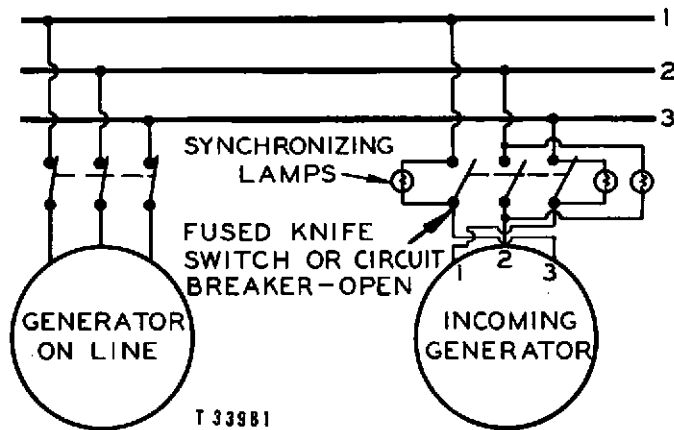 1
2
3
SYNCHRONIZING
LAMPS
FUSED KNIFE
SWITCH OR CIRCUIT
BREAKER-OPEN
1 2 3
GENERATOR
ON LINE
INCOMING
GENERATOR
T 33981